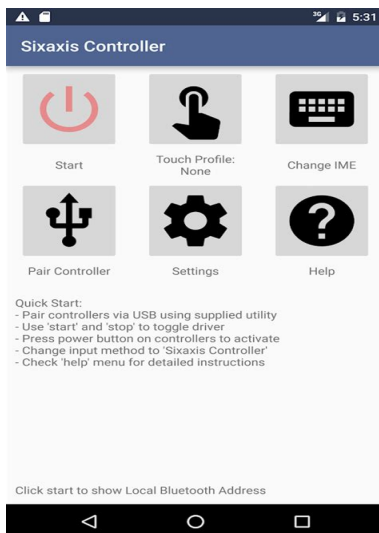 3G 5:31
Sixaxis Controller
Start
Touch Profile:
None
Change IME
Pair Controller
Settings
Help
Quick Start:
- Pair controllers via USB using supplied utility
- Use 'start' and 'stop' to toggle driver
- Press power button on controllers to activate
- Change input method to 'Sixaxis Controller'
- Check 'help' menu for detailed instructions
Click start to show Local Bluetooth Address